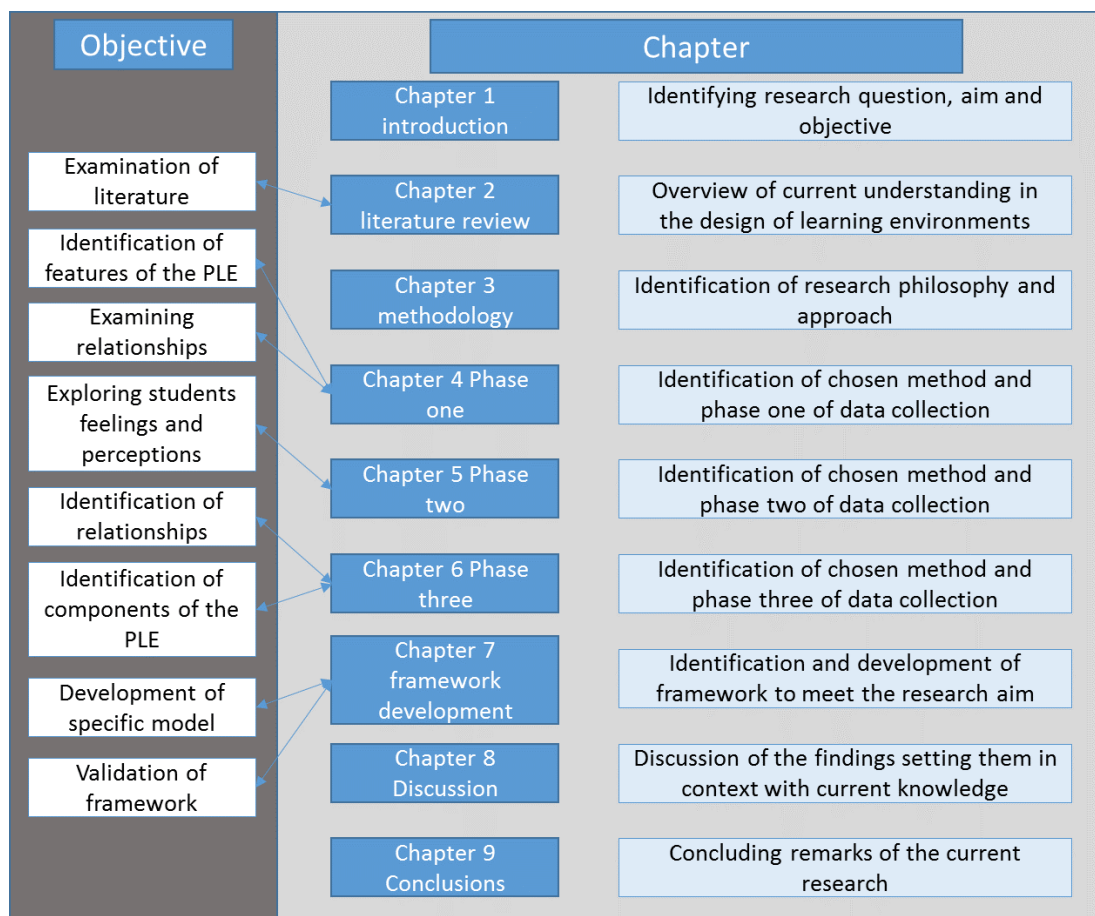 Objective
Chapter
Chapter 1
introduction
Identifying research question, aim and
objective
Examination of
literature
Chapter 2
literature review
Overview of current understanding in
the design of learning environments
Identification of
features of the PLE
Chapter 3
methodology
Identification of research philosophy and
approach
Examining
relationships
Chapter 4 Phase
one
Identification of chosen method and
phase one of data collection
Exploring students
feelings and
perceptions
Chapter 5 Phase
two
Identification of chosen method and
phase two of data collection
Identification of
relationships
Chapter 6 Phase
three
Identification of chosen method and
phase three of data collection
Identification of
components of the
PLE
Chapter 7
framework
development
Identification and development of
framework to meet the research aim
Development of
specific model
Chapter 8
Discussion
Discussion of the findings setting them in
context with current knowledge
Validation of
framework
Chapter 9
Conclusions
Concluding remarks of the current
research